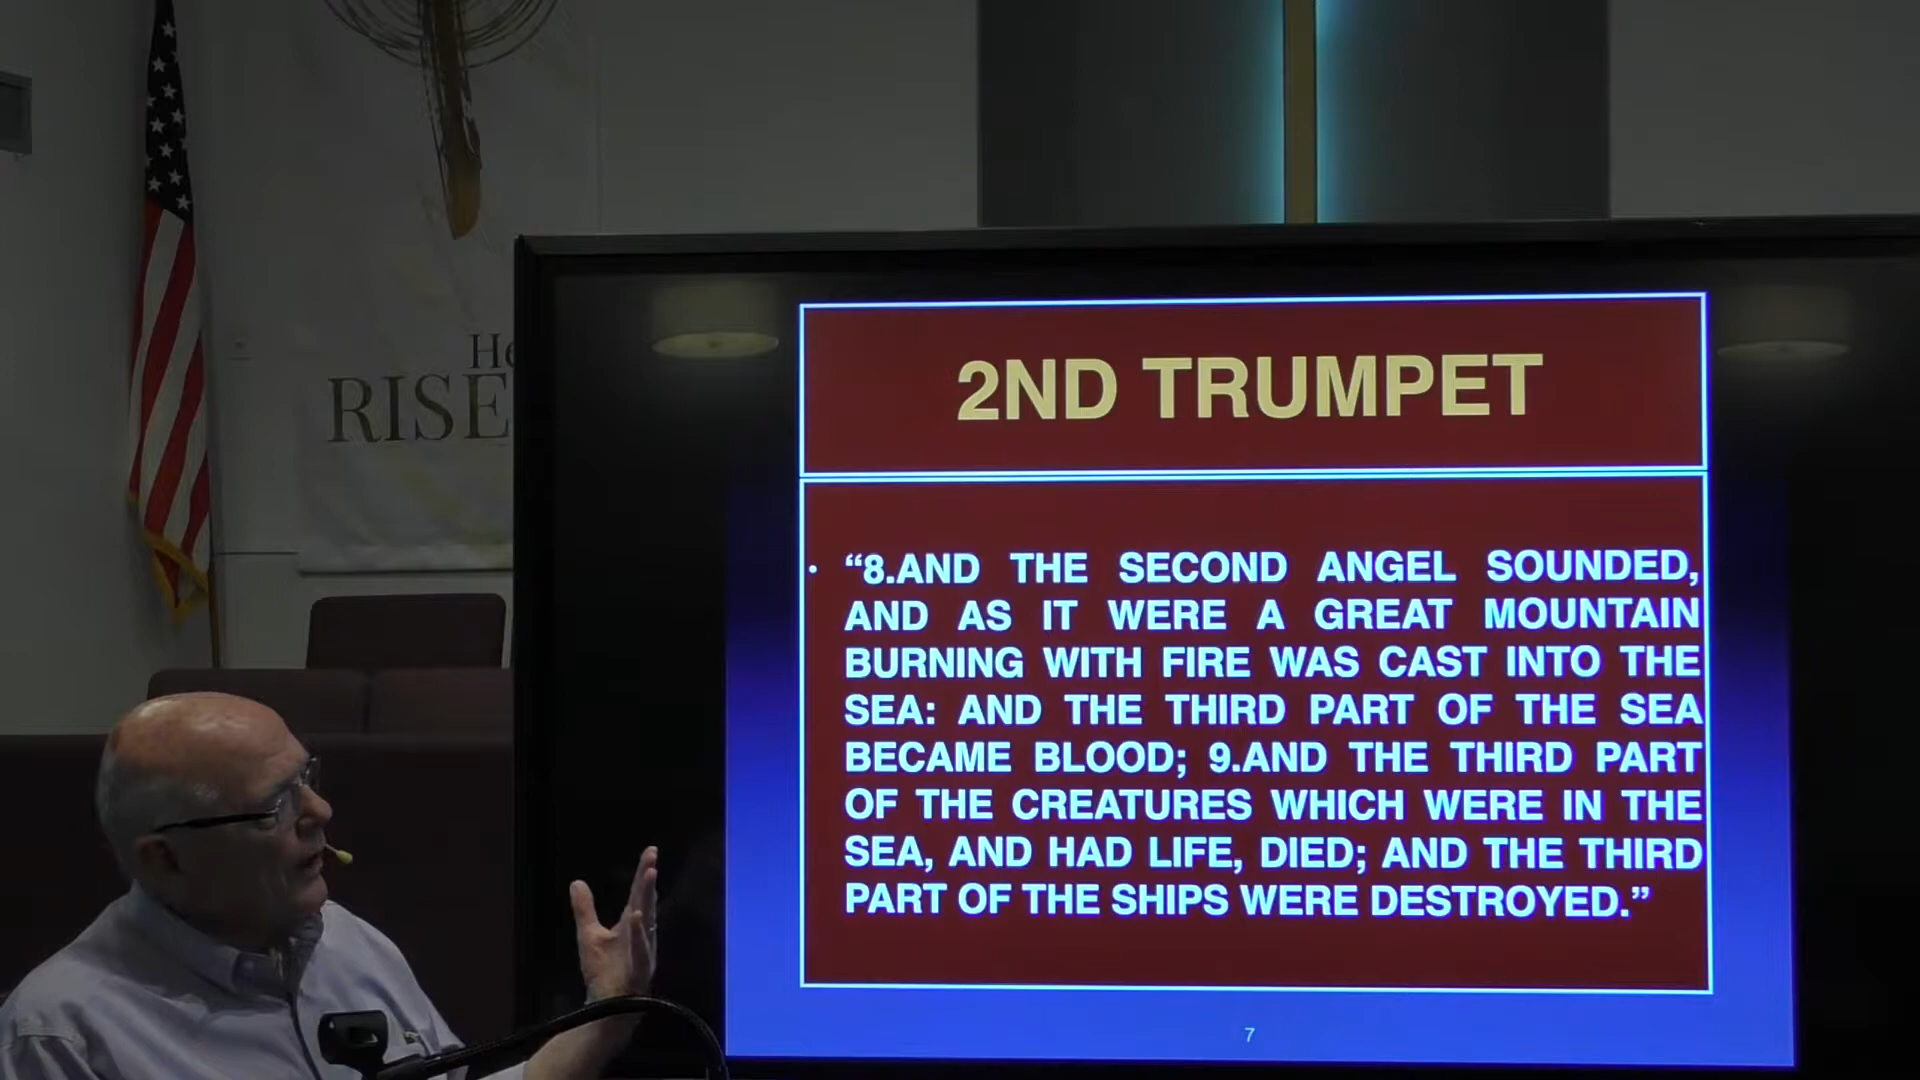 He
RISE
2ND TRUMPET
• “8.AND THE SECOND ANGEL SOUNDED,
AND AS IT WERE A GREAT MOUNTAIN
BURNING WITH FIRE WAS CAST INTO THE
SEA: AND THE THIRD PART OF THE SEA
BECAME BLOOD; 9.AND THE THIRD PART
OF THE CREATURES WHICH WERE IN THE
SEA, AND HAD LIFE, DIED; AND THE THIRD
PART OF THE SHIPS WERE DESTROYED.”
7